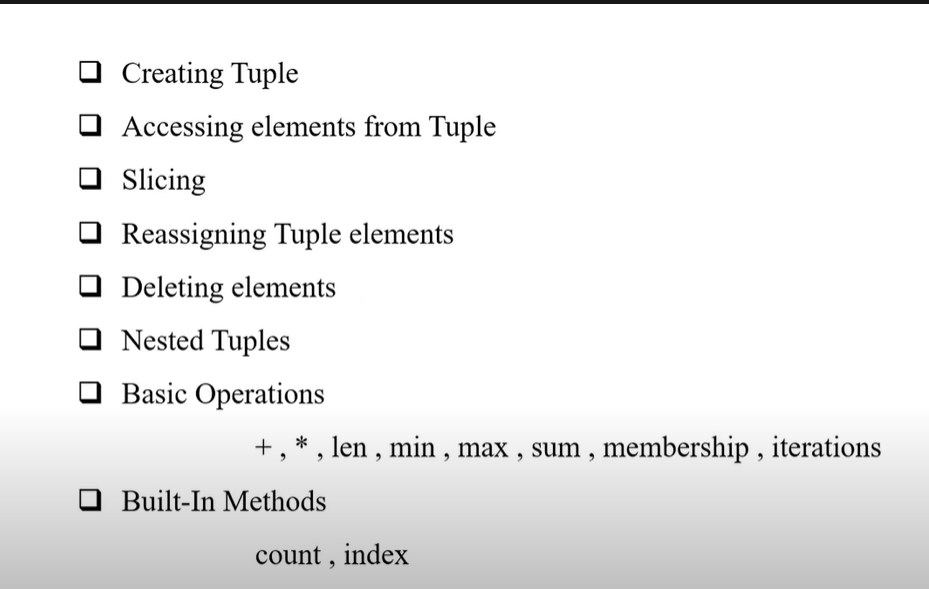 Creating Tuple
Accessing elements from Tuple
Slicing
Reassigning Tuple elements
Deleting elements
Nested Tuples
Basic Operations
+ , * , len , min , max , sum , membership , iterations
Built-In Methods
count , index